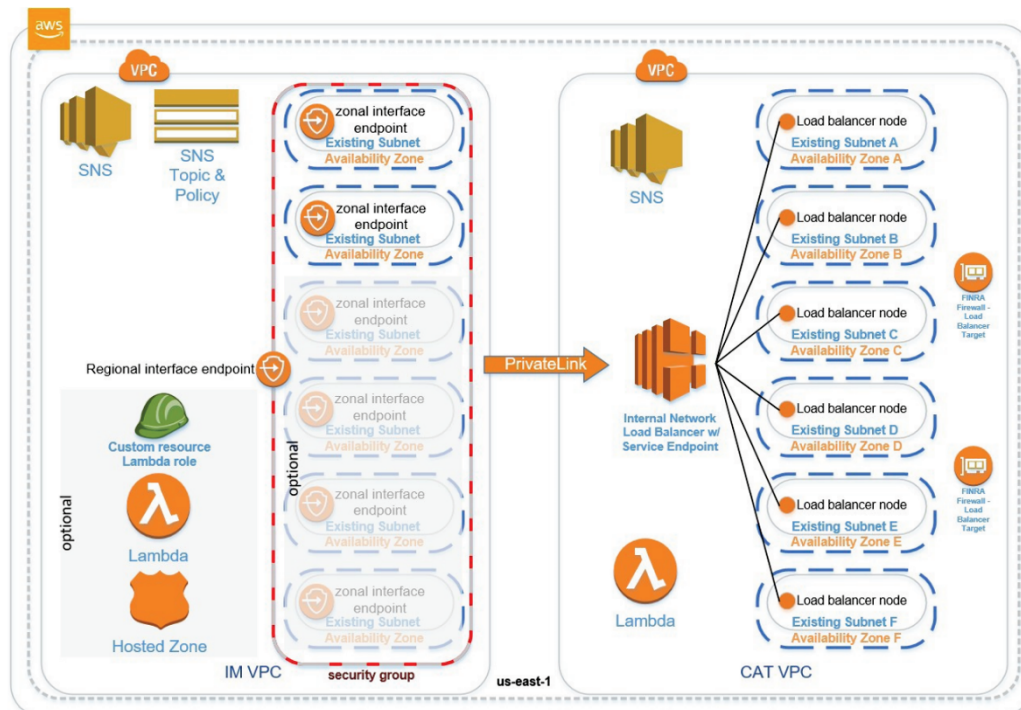 aws
VPC
SNS
SNS
Topic &
Policy
zonal interface
endpoint
Existing Subnet
Availability Zone
zonal interface
endpoint
Existing Subnet
Availability Zone
zonal interface
endpoint
Existing Subnet
Availability Zone
zonal interface
endpoint
Existing Subnet
Availability Zone
zonal interface
endpoint
Existing Subnet
Availability Zone
zonal interface
endpoint
Existing Subnet
Availability Zone
optional
Regional interface endpoint
Custom resource
Lambda role
optional
Lambda
Hosted Zone
IM VPC
security group
us-east-1
PrivateLink
VPC
SNS
Internal Network
Load Balancer w/
Service Endpoint
Lambda
Load balancer node
Existing Subnet A
Availability Zone A
Load balancer node
Existing Subnet B
Availability Zone B
Load balancer node
Existing Subnet C
Availability Zone C
Load balancer node
Existing Subnet D
Availability Zone D
Load balancer node
Existing Subnet E
Availability Zone E
Load balancer node
Existing Subnet F
Availability Zone F
FINRA
Firewall -
Load
Balancer
Target
FINRA
Firewall -
Load
Balancer
Target
CAT VPC